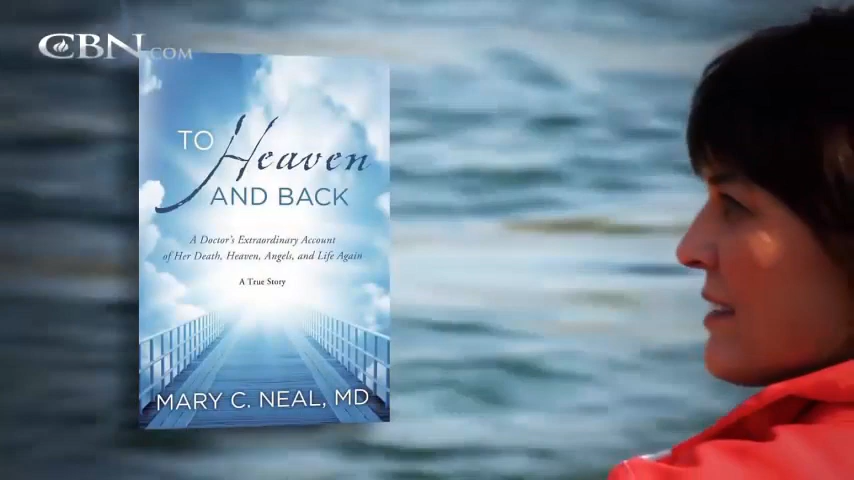 CBN.COM
TO
Heaven
AND BACK
A Doctor's Extraordinary Account
of Her Death, Heaven, Angels, and Life Again
A True Story
MARY C. NEAL, MD